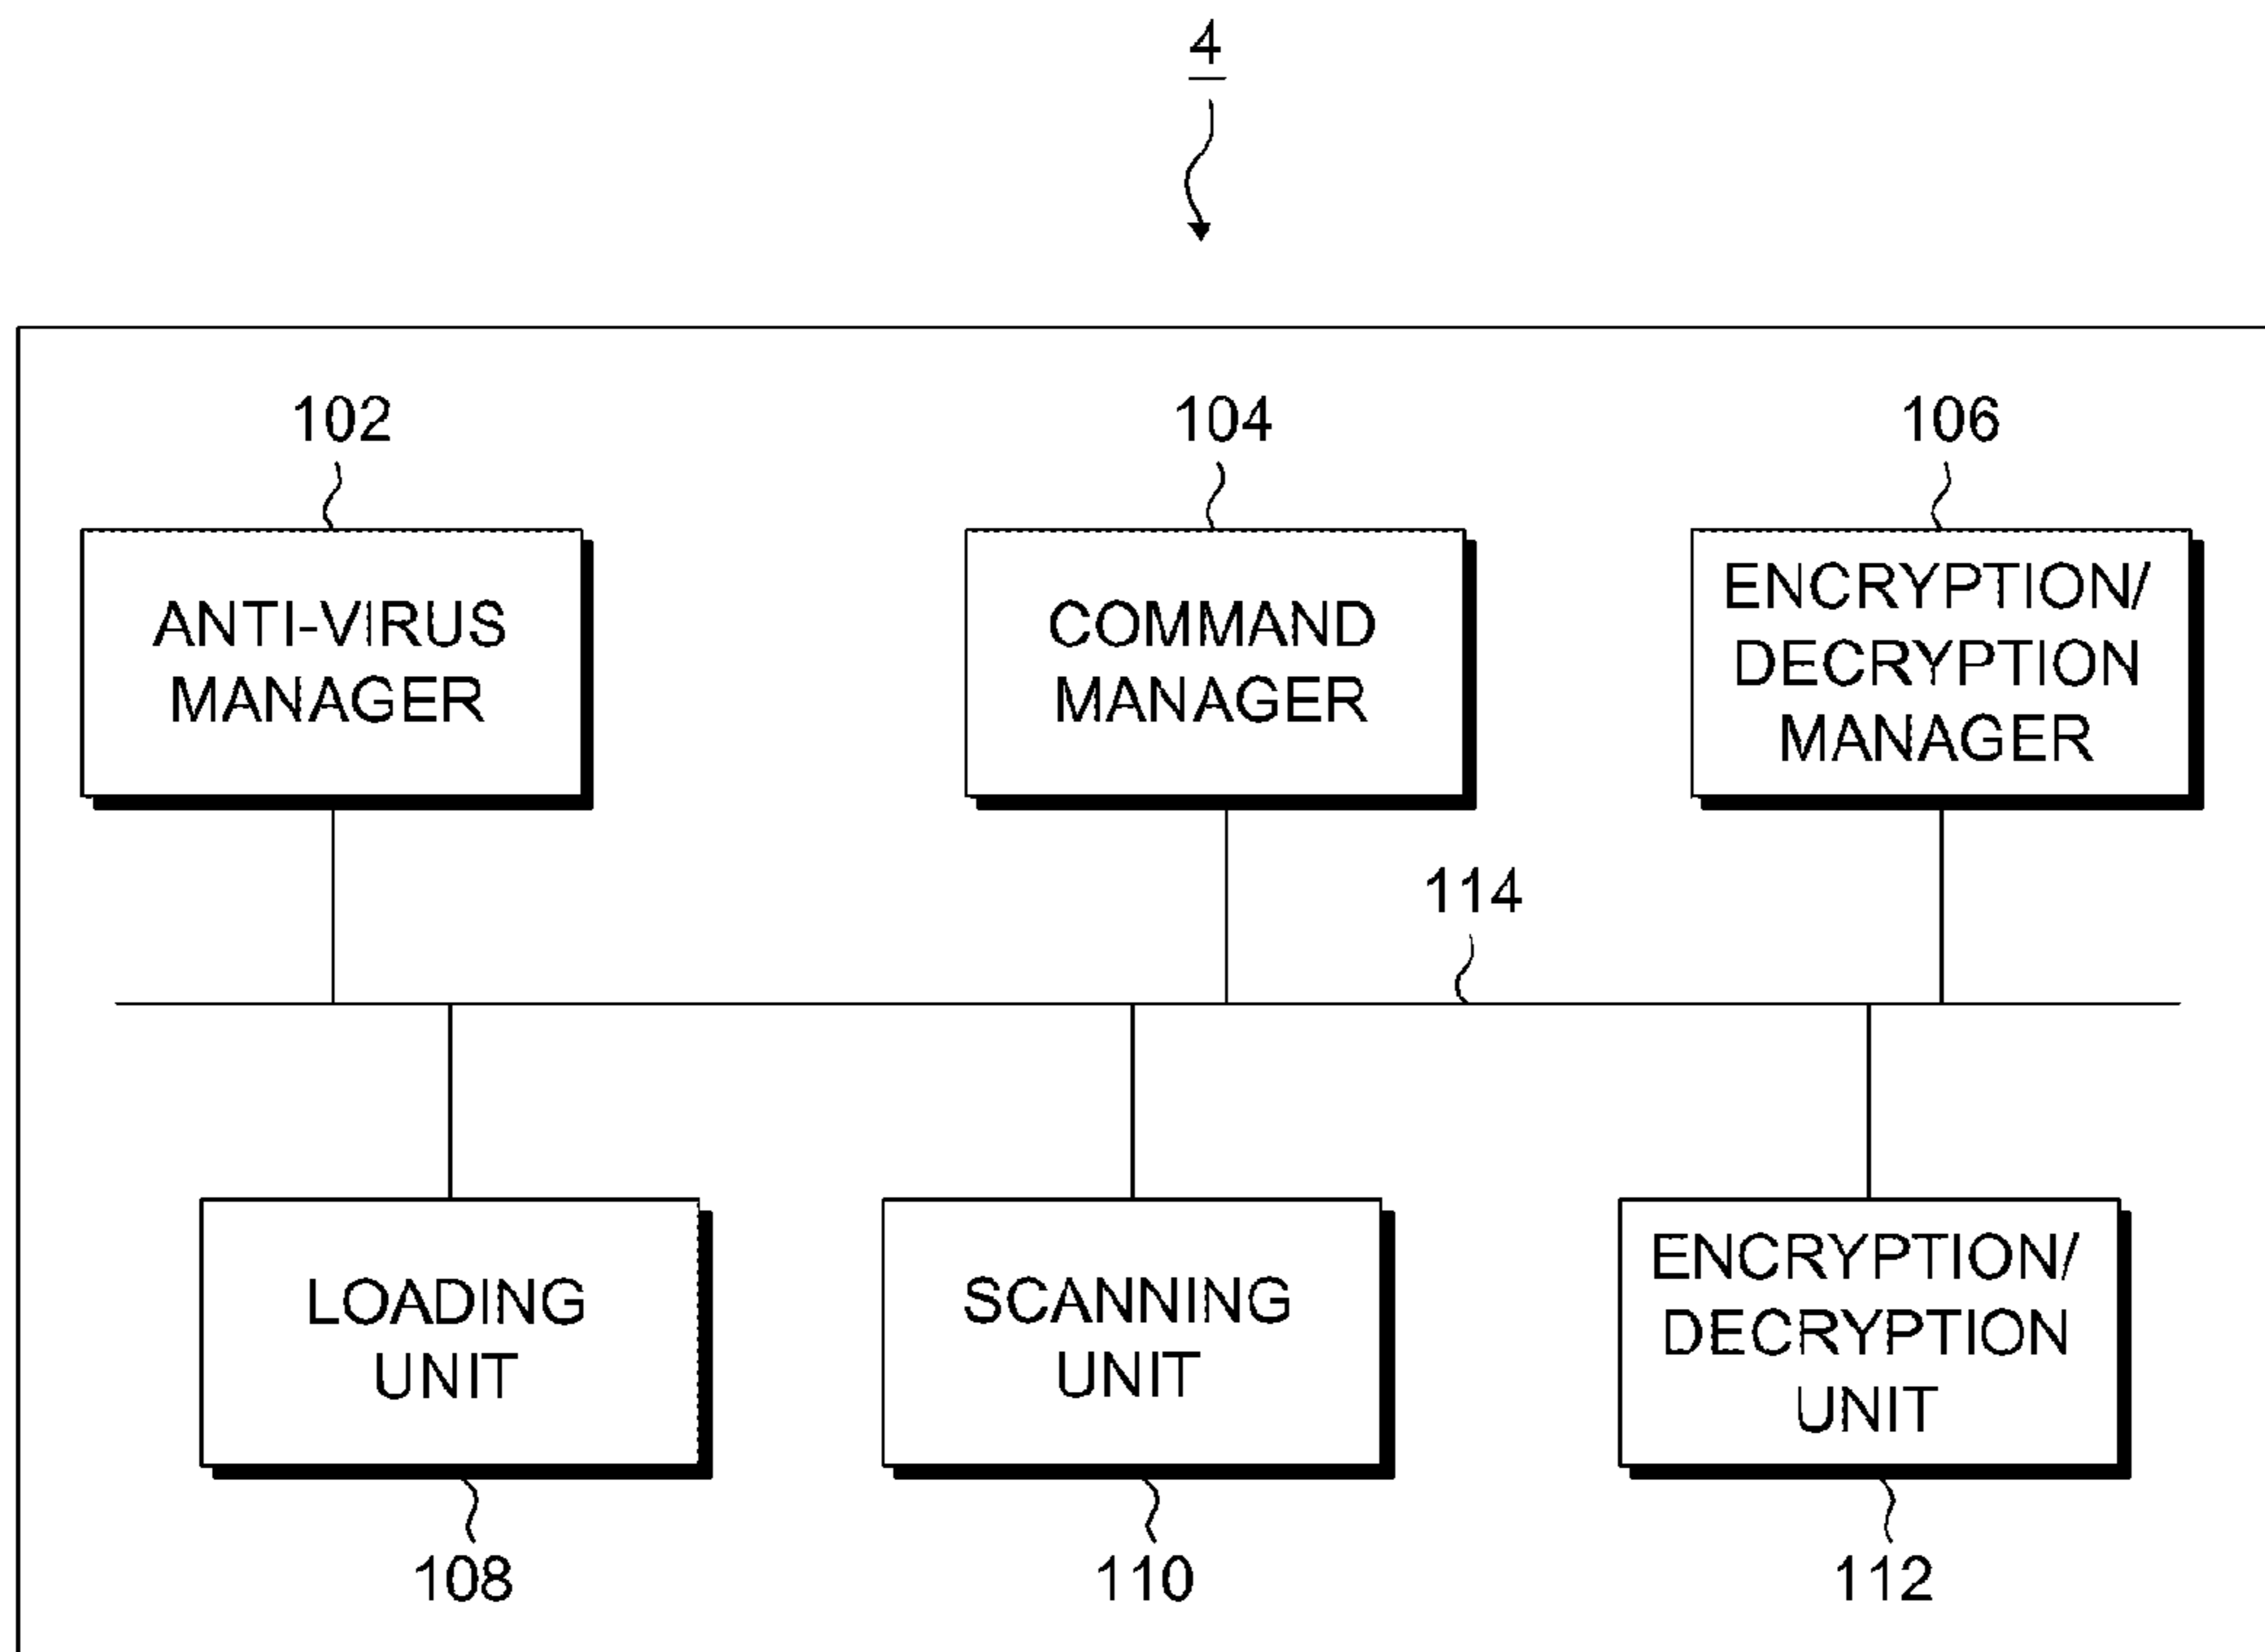 4
102
104
106
ANTI-VIRUS
MANAGER
COMMAND
MANAGER
ENCRYPTION/
DECRYPTION
MANAGER
114
LOADING
UNIT
SCANNING
UNIT
ENCRYPTION/
DECRYPTION
UNIT
108
110
112